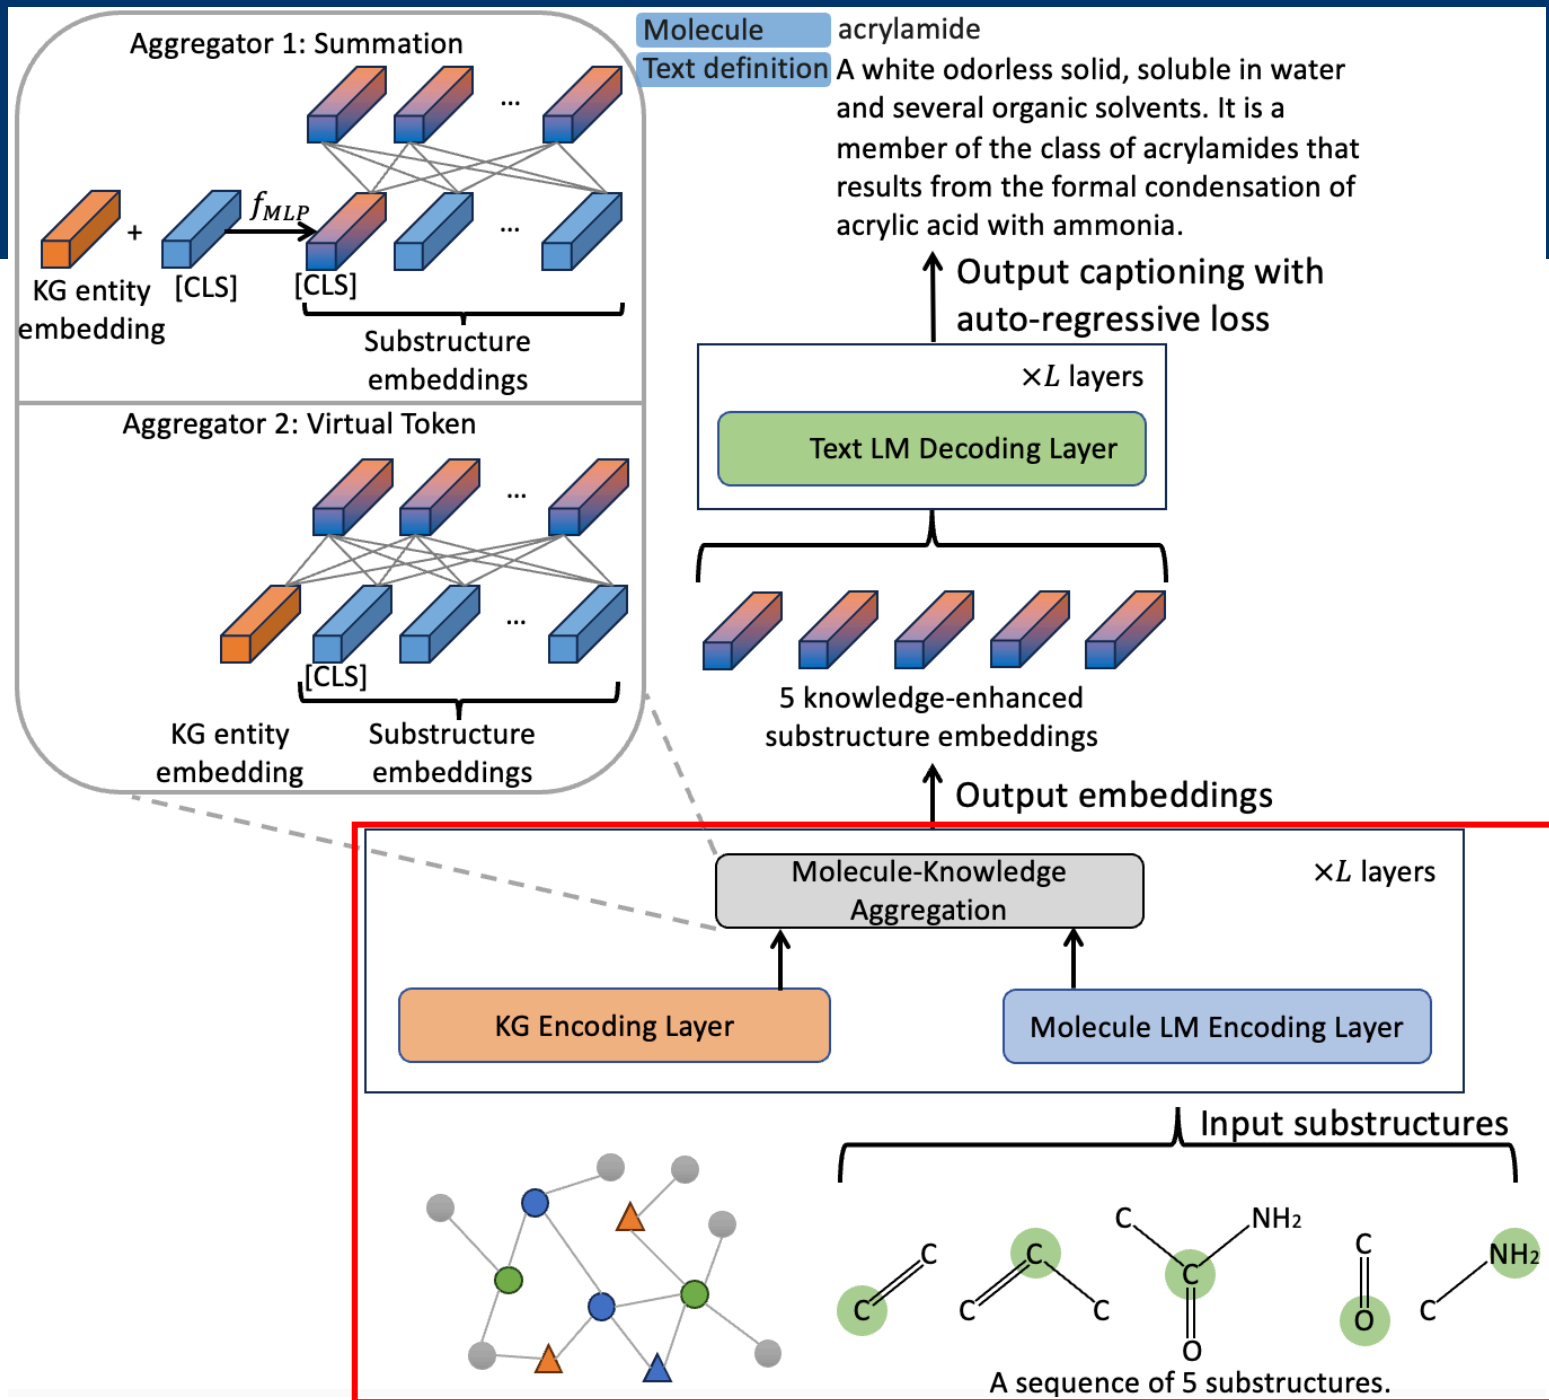 Aggregator 1: Summation
...
f_MLP
+
...
KG entity
embedding
[CLS]
[CLS]
Substructure
embeddings
Aggregator 2: Virtual Token
...
...
[CLS]
KG entity
embedding
Substructure
embeddings
Molecule acrylamide
Text definition A white odorless solid, soluble in water
and several organic solvents. It is a
member of the class of acrylamides that
results from the formal condensation of
acrylic acid with ammonia.
Output captioning with
auto-regressive loss
×L layers
Text LM Decoding Layer
5 knowledge-enhanced
substructure embeddings
Output embeddings
Molecule-Knowledge
Aggregation
×L layers
KG Encoding Layer
Molecule LM Encoding Layer
Input substructures
C
C
C
C
C
C
NH2
C
O
C
O
NH2
C
A sequence of 5 substructures.